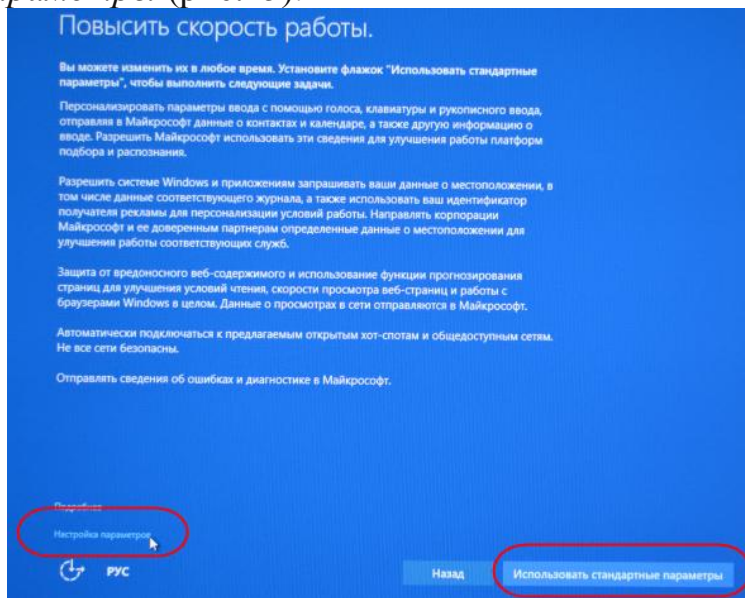 Повысить скорость работы.
Вы можете изменить их в любое время. Установите флажок "Использовать стандартные
параметры", чтобы выполнить следующие задачи.
Персонализировать параметры ввода с помощью голоса, клавиатуры и рукописного ввода,
отправляя в Майкрософт данные о контактах и календаре, а также другую информацию о
вводе. Разрешить Майкрософт использовать эти сведения для улучшения работы платформ
подбора и распознания.
Разрешить системе Windows и приложениям запрашивать ваши данные о местоположении, в
том числе данные соответствующего журнала, а также использовать ваш идентификатор
получателя рекламы для персонализации условий работы. Направлять корпорации
Майкрософт и ее доверенным партнерам определенные данные о местоположении для
улучшения работы соответствующих служб.
Защита от вредоносного веб-содержимого и использование функции прогнозирования
страниц для улучшения условий чтения, скорости просмотра веб-страниц и работы с
браузерами Windows в целом. Данные о просмотрах в сети отправляются в Майкрософт.
Автоматически подключаться к предлагаемым открытым хот-спотам и общедоступным сетям.
Не все сети безопасны.
Отправлять сведения об ошибках и диагностике в Майкрософт.
Подробнее
Настройка параметров
РУС
Назад
Использовать стандартные параметры